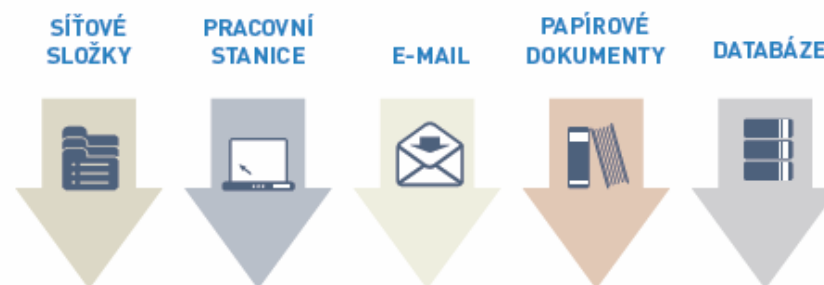 SÍŤOVÉ
SLOŽKY
PRACOVNÍ
STANICE
E-MAIL
PAPÍROVÉ
DOKUMENTY
DATABÁZE